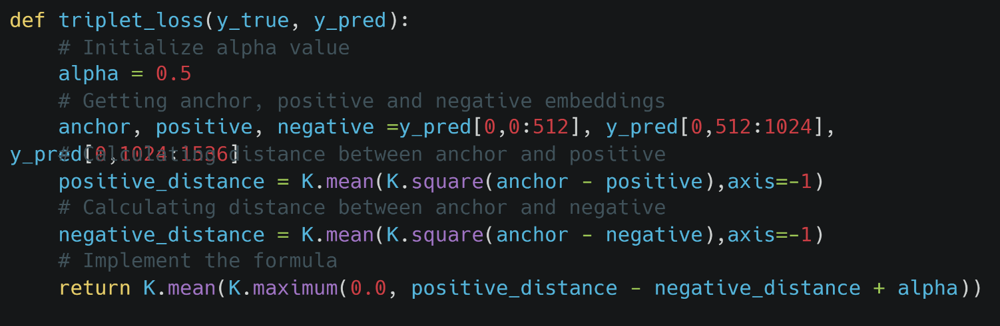 def triplet_loss(y_true, y_pred):
# Initialize alpha value
alpha = 0.5
# Getting anchor, positive and negative embeddings
anchor, positive, negative =y_pred[0,0:512], y_pred[0,512:1024],
y_pred[0,1024:1536]
# Calculating distance between anchor and positive
positive_distance = K.mean(K.square(anchor - positive),axis=-1)
# Calculating distance between anchor and negative
negative_distance = K.mean(K.square(anchor - negative),axis=-1)
# Implement the formula
return K.mean(K.maximum(0.0, positive_distance - negative_distance + alpha))